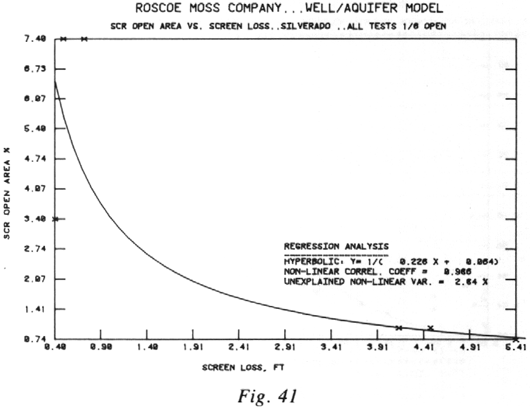 ROSCOE MOSS COMPANY...WELL/AQUIFER MODEL
SCR OPEN AREA VS. SCREEN LOSS..SILVERADO ..ALL TESTS 1/6 OPEN
7.40
6.73
6.07
5.40
4.74
4.07
3.40
2.74
2.07
1.41
0.74
SCR OPEN AREA %
REGRESSION ANALYSIS
HYPERBOLIC: Y= 1/( 0.226 X + 0.064)
NON-LINEAR CORREL. COEFF = 0.986
UNEXPLAINED NON-LINEAR VAR. = 2.84 %
0.40 0.90 1.40 1.91 2.41 2.91 3.41 3.91 4.41 4.91 5.41
SCREEN LOSS, FT
Fig. 41